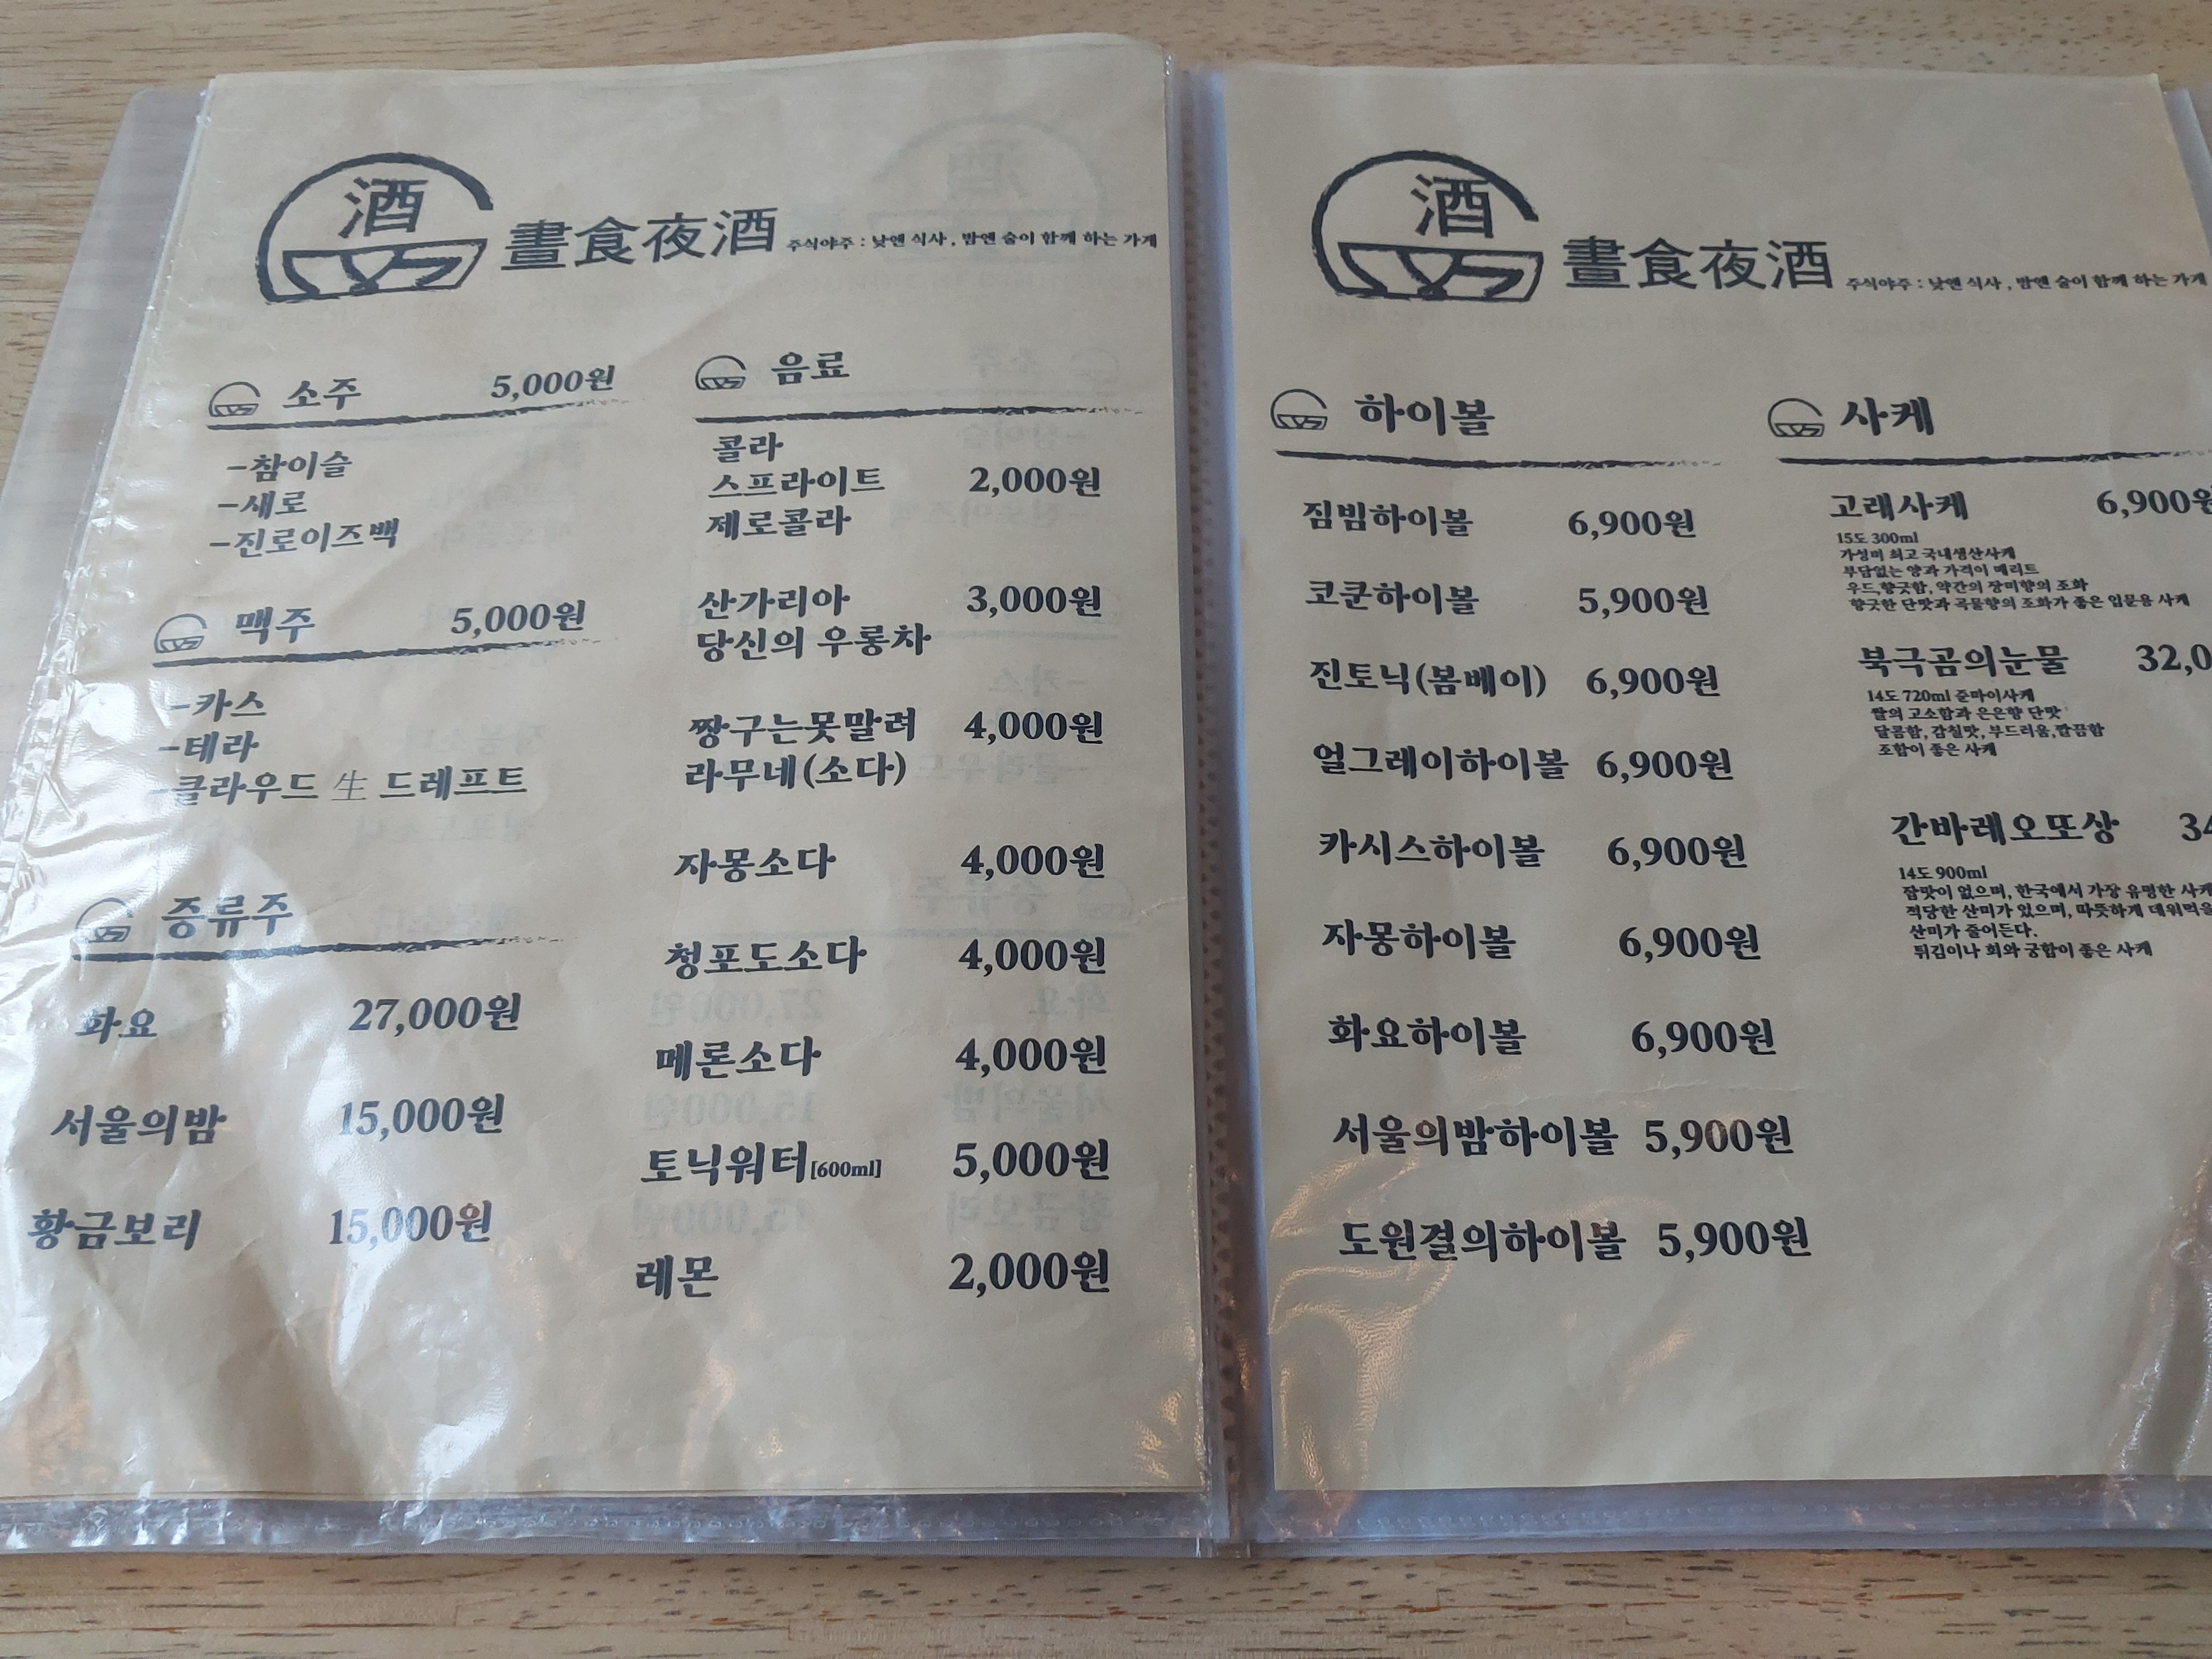 酒
晝食夜酒 주식야주 : 낮엔 식사, 밤엔 술이 함께 하는 가게
소주 5,000원
-참이슬
-새로
-진로이즈백
맥주 5,000원
-카스
-테라
-클라우드 生 드레프트
증류주
화요 27,000원
서울의밤 15,000원
황금보리 15,000원
음료
콜라
스프라이트 2,000원
제로콜라
산가리아 3,000원
당신의 우롱차
짱구는못말려 4,000원
라무네(소다)
자몽소다 4,000원
청포도소다 4,000원
메론소다 4,000원
토닉워터[600ml] 5,000원
레몬 2,000원
酒
晝食夜酒 주식야주 : 낮엔 식사, 밤엔 술이 함께 하는 가게
하이볼
짐빔하이볼 6,900원
코쿤하이볼 5,900원
진토닉(봄베이) 6,900원
얼그레이하이볼 6,900원
카시스하이볼 6,900원
자몽하이볼 6,900원
화요하이볼 6,900원
서울의밤하이볼 5,900원
도원결의하이볼 5,900원
사케
고래사케 6,900원
15도 300ml
가성비 최고 국내생산사케
부담없는 양과 가격이 메리트
우드향긋함, 약간의 장미향의 조화
향긋한 단맛과 곡물향의 조화가 좋은 입문용 사케
북극곰의눈물 32,0
14도 720ml 준마이사케
쌀의 고소함과 은은향 단맛
달콤함, 감칠맛, 부드러움,깔끔함
조합이 좋은 사케
간바레오또상 34
14도 900ml
잡맛이 없으며, 한국에서 가장 유명한 사케
적당한 산미가 있으며, 따뜻하게 데워먹을
산미가 줄어든다.
튀김이나 회와 궁합이 좋은 사케